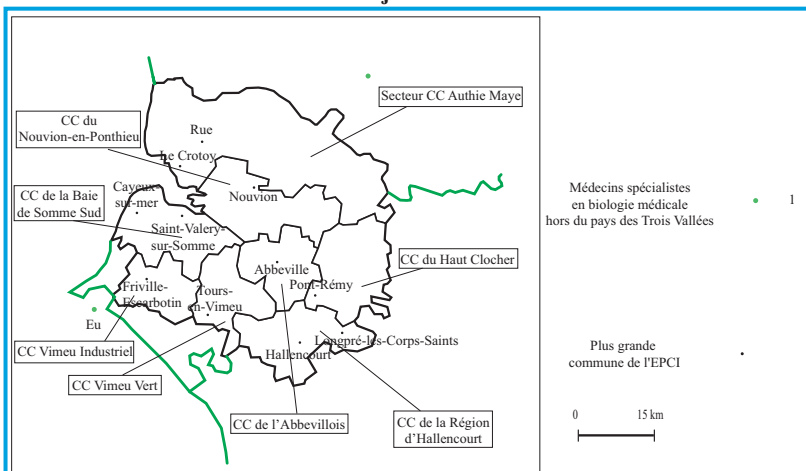 Secteur CC Authie Maye
CC du
Nouvion-en-Ponthieu
Rue
Le Crotoy
CC de la Baie
de Somme Sud
Cayeux-
sur-mer
Nouvion
Saint-Valery-
sur-Somme
Médecins spécialistes
en biologie médicale
hors du pays des Trois Vallées
1
Abbeville
CC du Haut Clocher
Pont-Rémy
Friville-
Escarbotin
Tours-
en-Vimeu
Eu
Longpré-les-Corps-Saints
Hallencourt
CC Vimeu Industriel
CC Vimeu Vert
CC de l'Abbevillois
CC de la Région
d'Hallencourt
Plus grande
commune de l'EPCI
0 15 km